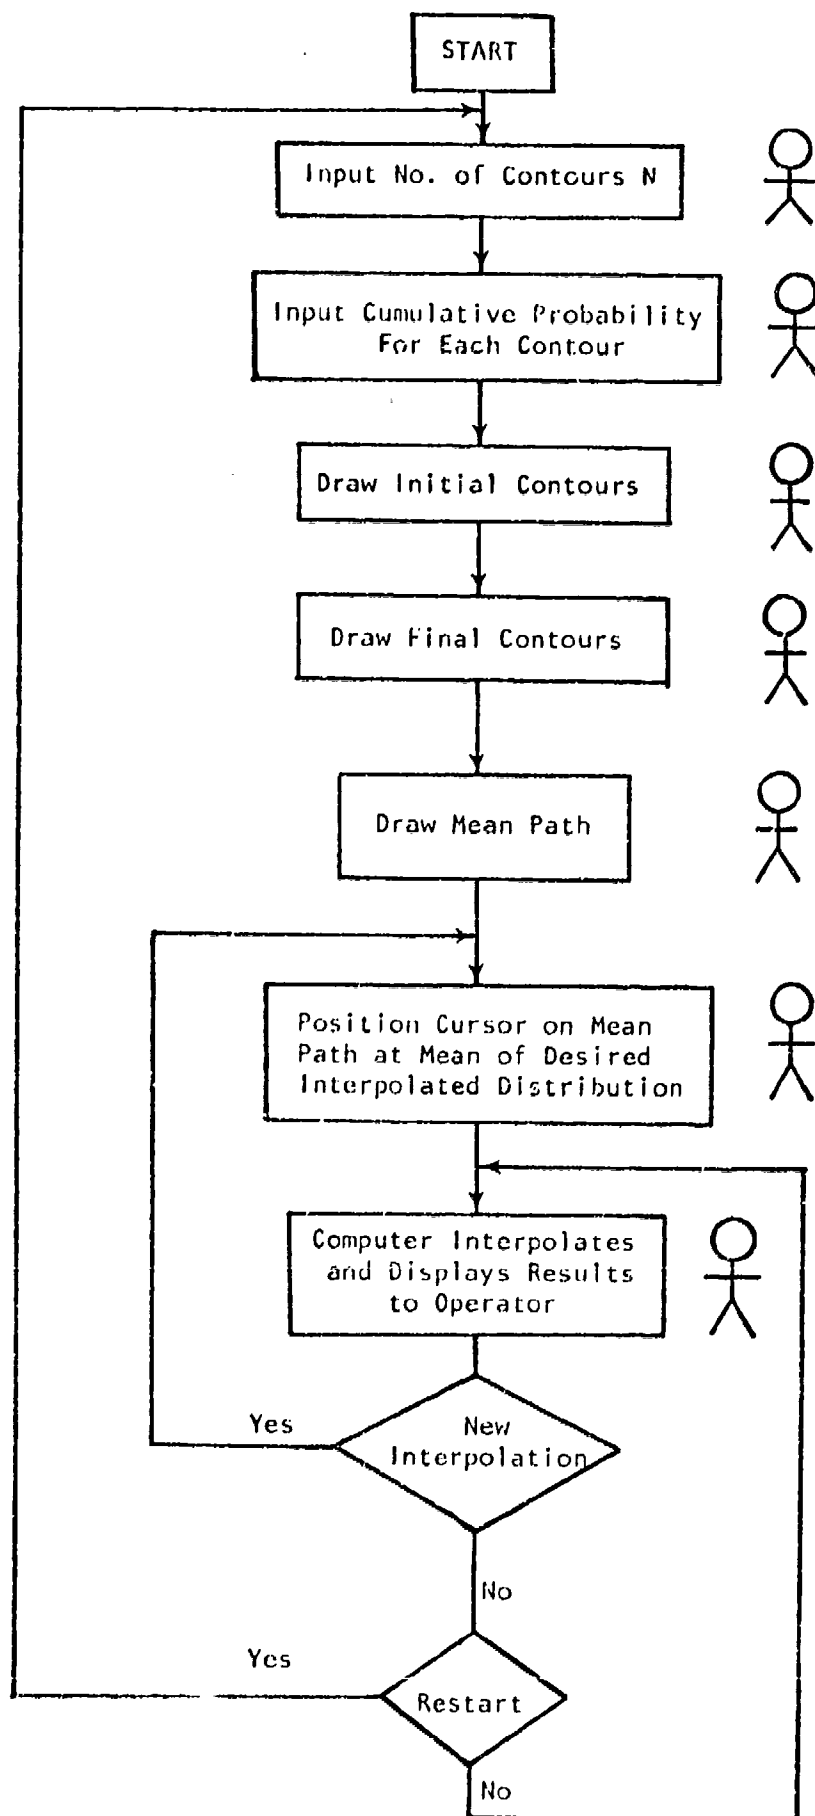 START
Input No. of Contours N
Input Cumulative Probability
For Each Contour
Draw Initial Contours
Draw Final Contours
Draw Mean Path
Position Cursor on Mean
Path at Mean of Desired
Interpolated Distribution
Computer Interpolates
and Displays Results
to Operator
Yes
New
Interpolation
No
Yes
Restart
No